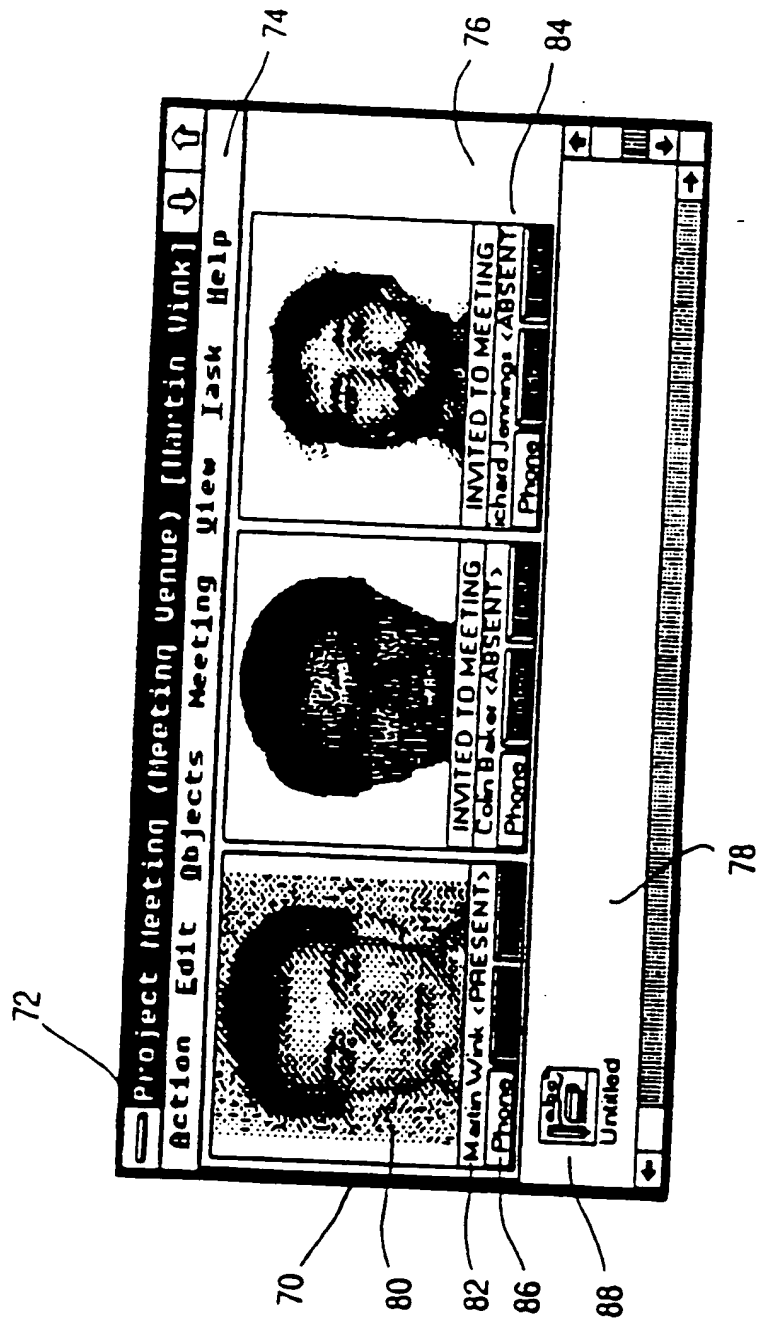 72
Project Meeting (Meeting Venue) [Martin Wink]
Action Edit Objects Meeting View Task Help
74
70
76
80
INVITED TO MEETING
INVITED TO MEETING
82
Martin Wink <PRESENT>
Colin Baker <ABSENT>
ichard Jennings <ABSENT
84
86
Phone
Phone
Phone
88
abc
Untitled
78